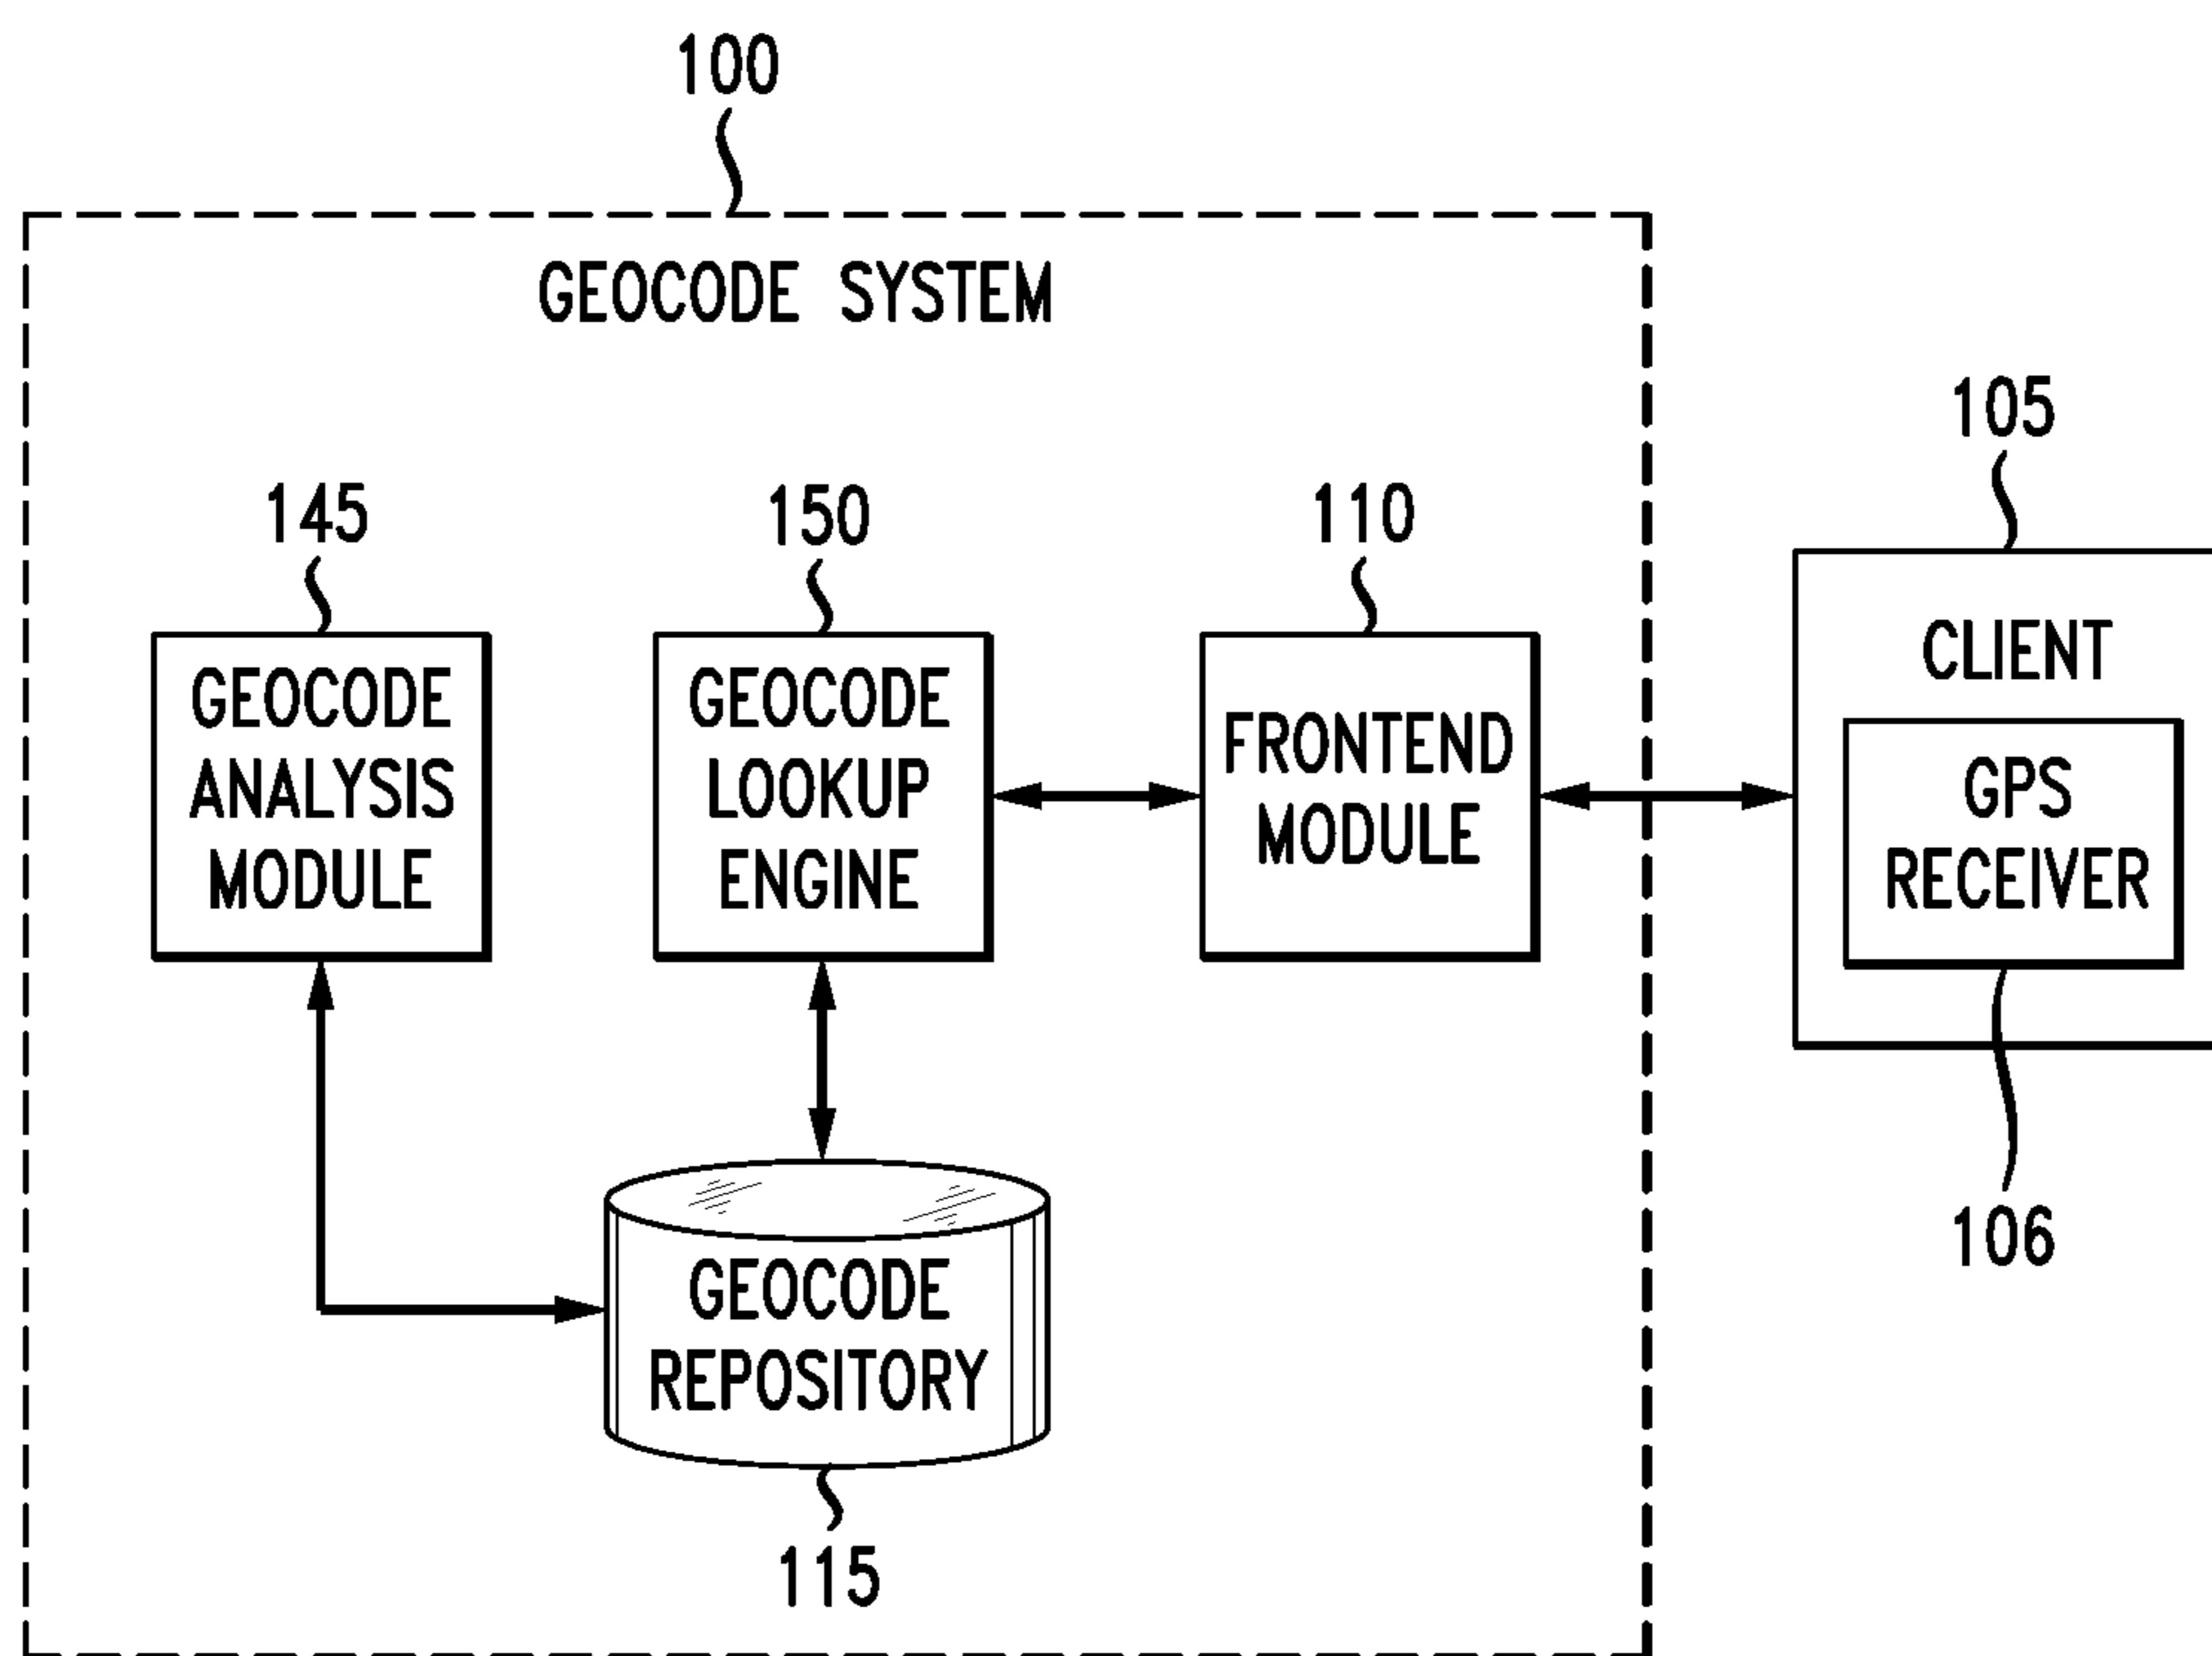 100
GEOCODE SYSTEM
105
145
150
110
GEOCODE
ANALYSIS
MODULE
GEOCODE
LOOKUP
ENGINE
FRONTEND
MODULE
CLIENT
GPS
RECEIVER
106
GEOCODE
REPOSITORY
115